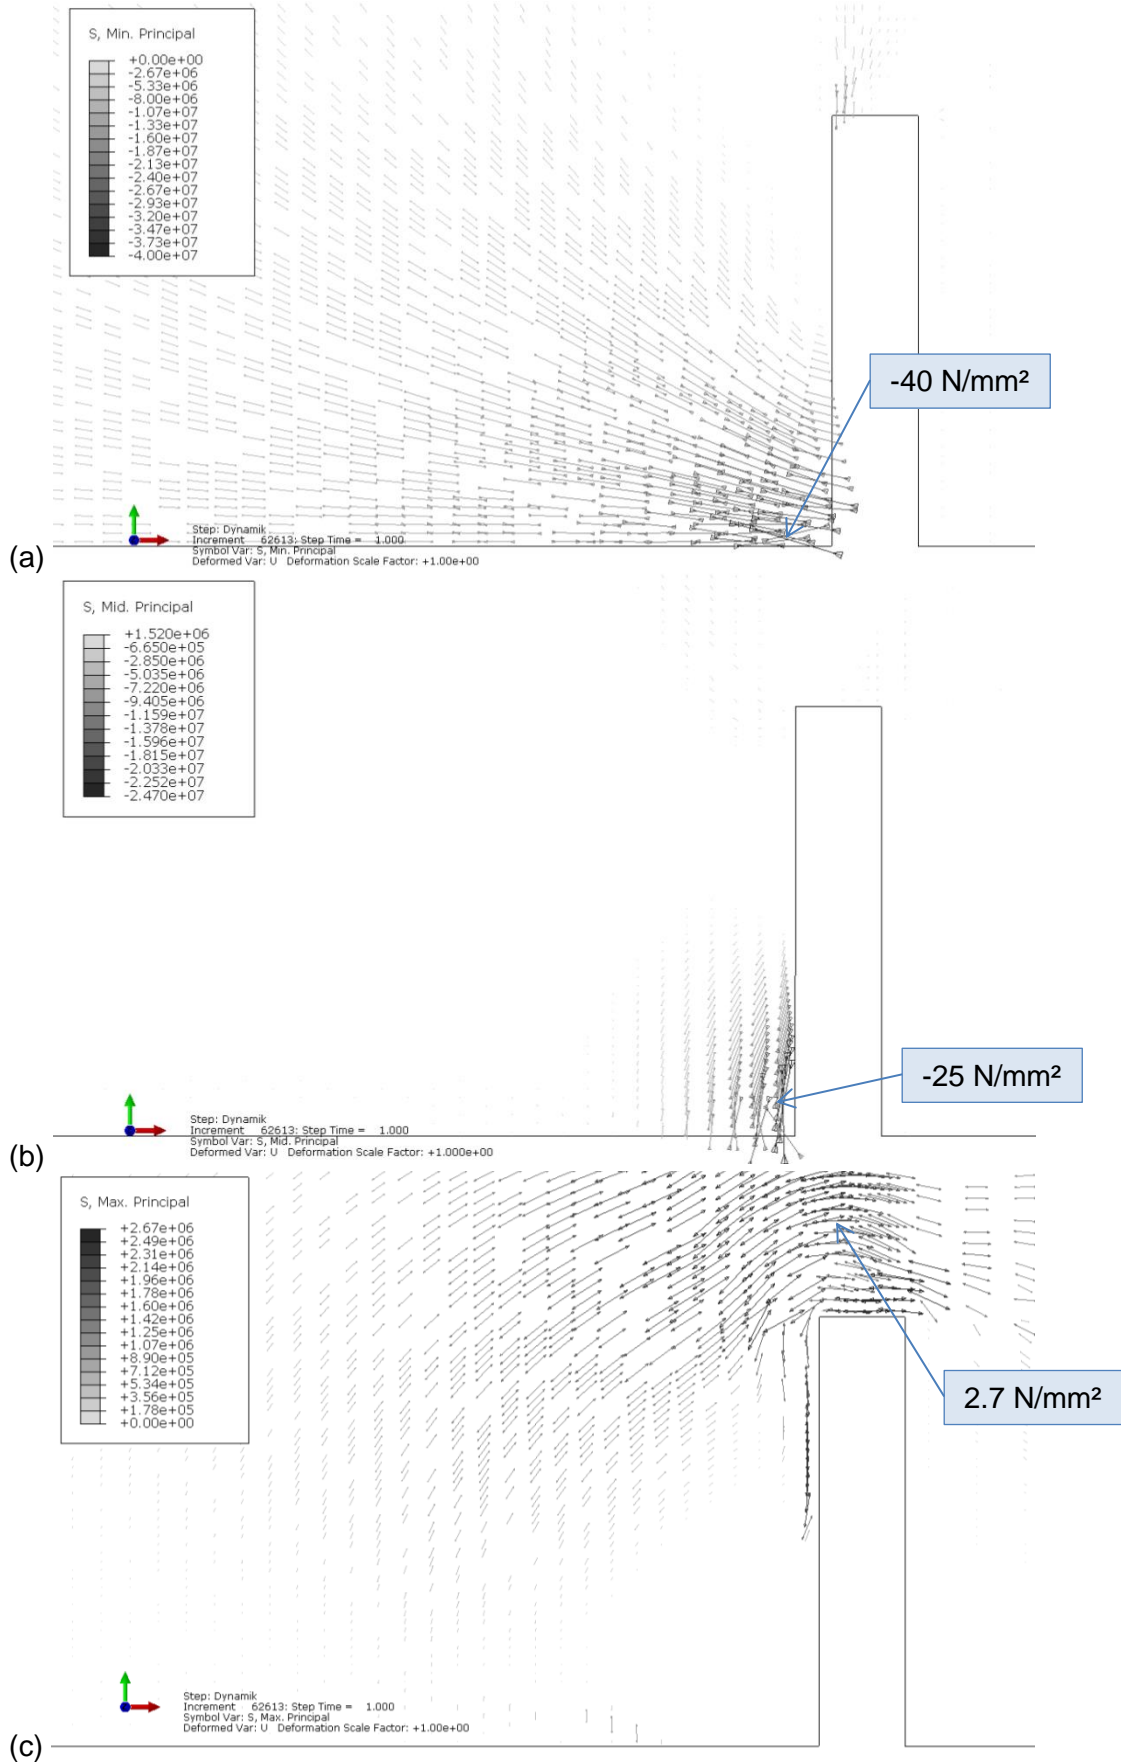 S, Min. Principal
+0.00e+00
-2.67e+06
-5.33e+06
-8.00e+06
-1.07e+07
-1.33e+07
-1.60e+07
-1.87e+07
-2.13e+07
-2.40e+07
-2.67e+07
-2.93e+07
-3.20e+07
-3.47e+07
-3.73e+07
-4.00e+07
-40 N/mm²
Step: Dynamik
Increment 62613: Step Time = 1.000
Symbol Var: S, Min. Principal
Deformed Var: U Deformation Scale Factor: +1.00e+00
(a)
S, Mid. Principal
+1.520e+06
-6.650e+05
-2.850e+06
-5.035e+06
-7.220e+06
-9.405e+06
-1.159e+07
-1.378e+07
-1.596e+07
-1.815e+07
-2.033e+07
-2.252e+07
-2.470e+07
-25 N/mm²
Step: Dynamik
Increment 62613: Step Time = 1.000
Symbol Var: S, Mid. Principal
Deformed Var: U Deformation Scale Factor: +1.000e+00
(b)
S, Max. Principal
+2.67e+06
+2.49e+06
+2.31e+06
+2.14e+06
+1.96e+06
+1.78e+06
+1.60e+06
+1.42e+06
+1.25e+06
+1.07e+06
+8.90e+05
+7.12e+05
+5.34e+05
+3.56e+05
+1.78e+05
+0.00e+00
2.7 N/mm²
Step: Dynamik
Increment 62613: Step Time = 1.000
Symbol Var: S, Max. Principal
Deformed Var: U Deformation Scale Factor: +1.00e+00
(c)